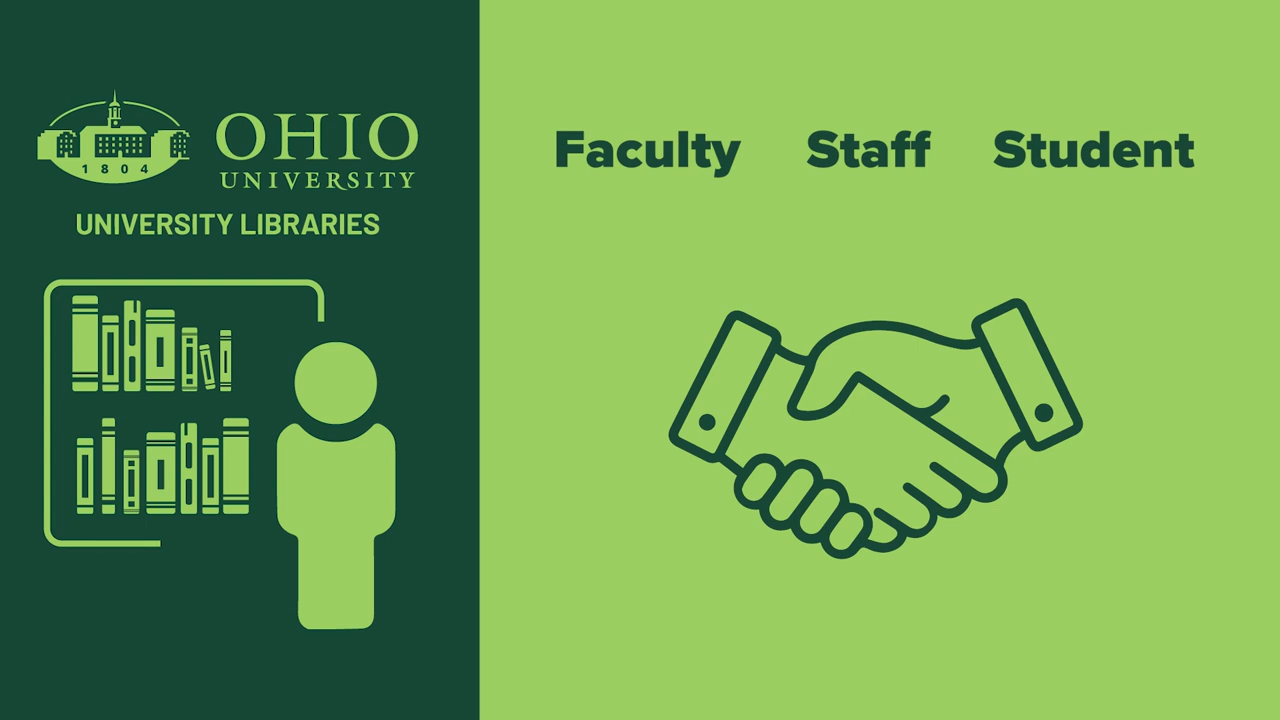 1804
OHIO
UNIVERSITY
UNIVERSITY LIBRARIES
Faculty Staff Student